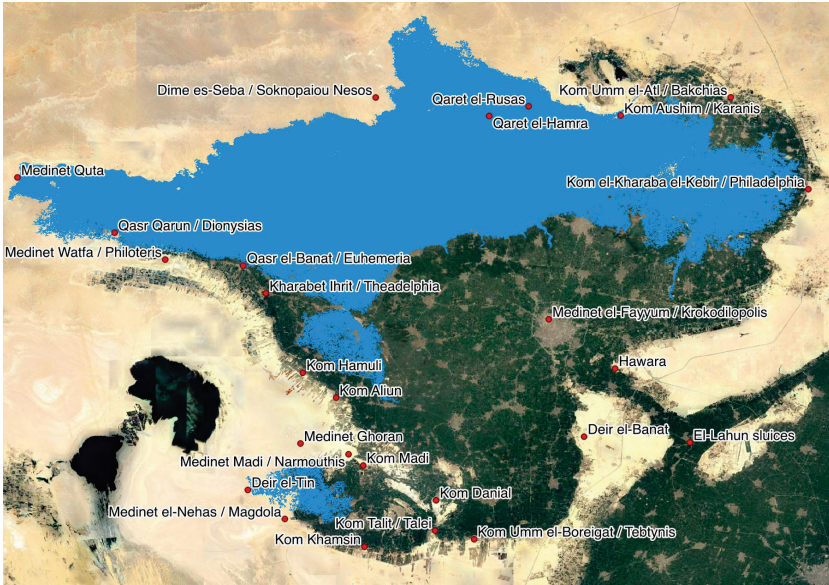 Dime es-Seba / Soknopaiou Nesos
Kom Umm el-Atl / Bakchias
Qaret el-Rusas
Kom Aushim / Karanis
Qaret el-Hamra
Medinet Quta
Kom el-Kharaba el-Kebir / Philadelphia
Qasr Qarun / Dionysias
Medinet Watfa / Philoteris
Qasr el-Banat / Euhemeria
Kharabet Ihrit / Theadelphia
Medinet el-Fayyum / Krokodilopolis
Kom Hamuli
Hawara
Kom Aliun
Deir el-Banat
Medinet Ghoran
El-Lahun sluices
Medinet Madi / Narmouthis
Kom Madi
Deir el-Tin
Kom Danial
Medinet el-Nehas / Magdola
Kom Talit / Talei
Kom Umm el-Boreigat / Tebtynis
Kom Khamsin